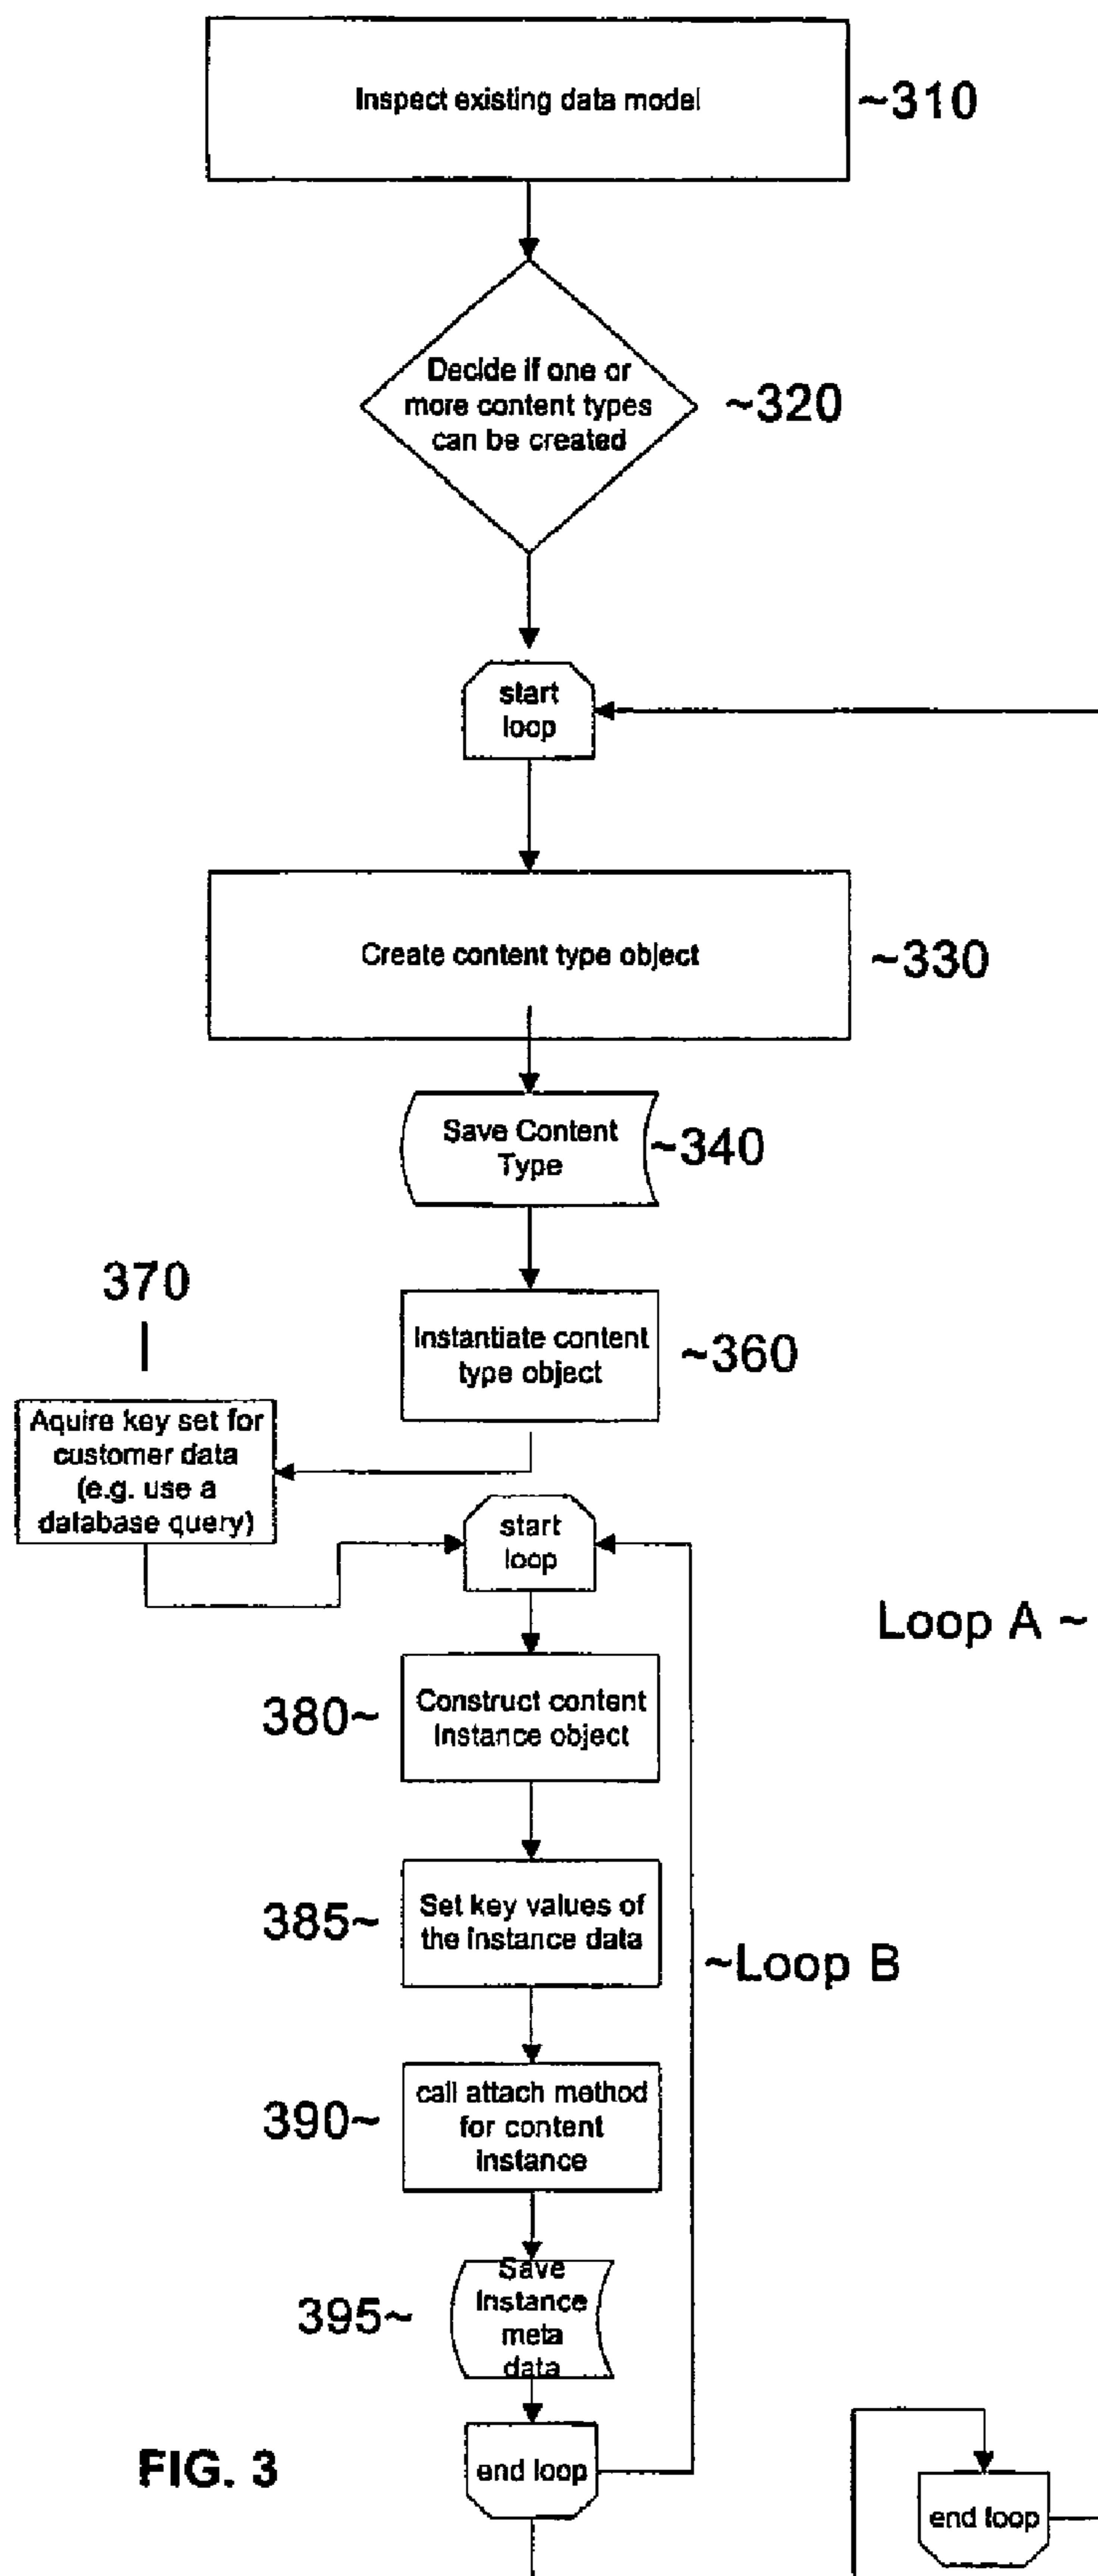 Inspect existing data model
~310
Decide if one or
more content types
can be created
~320
start
loop
Create content type object
~330
Save Content
Type
~340
370
Instantiate content
type object
~360
Aquire key set for
customer data
(e.g. use a
database query)
start
loop
Loop A ~
380~
Construct content
Instance object
385~
Set key values of
the instance data
~Loop B
390~
call attach method
for content
instance
395~
Save
Instance
meta
data
FIG. 3
end loop
end loop